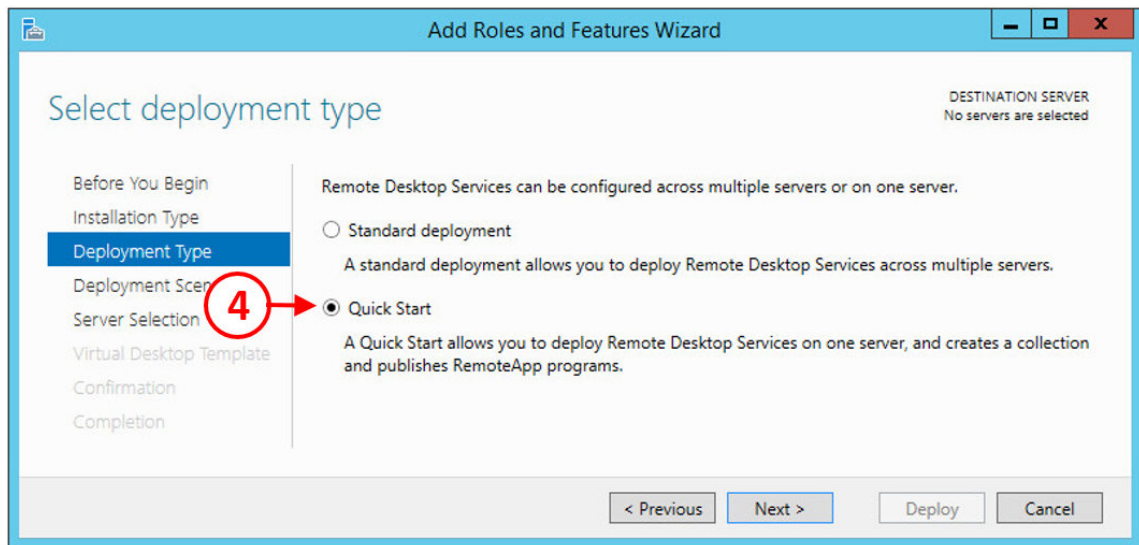 Add Roles and Features Wizard
Select deployment type
DESTINATION SERVER
No servers are selected
Before You Begin
Installation Type
Deployment Type
Deployment Scen
Server Selection
Virtual Desktop Template
Confirmation
Completion
Remote Desktop Services can be configured across multiple servers or on one server.
Standard deployment
A standard deployment allows you to deploy Remote Desktop Services across multiple servers.
4
Quick Start
A Quick Start allows you to deploy Remote Desktop Services on one server, and creates a collection
and publishes RemoteApp programs.
< Previous
Next >
Deploy
Cancel